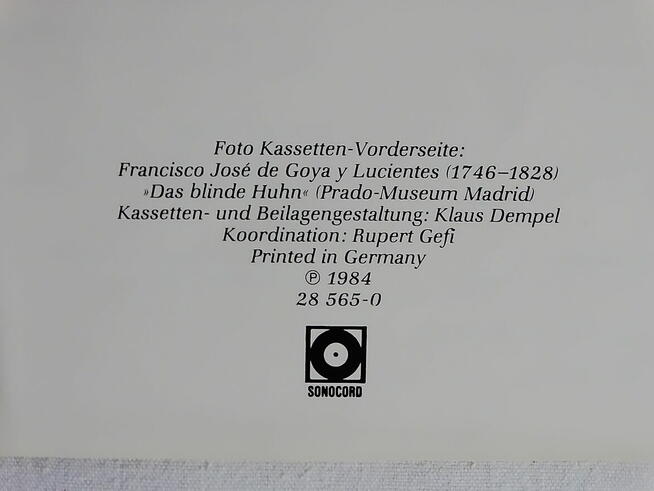 Foto Kassetten-Vorderseite:
Francisco José de Goya y Lucientes (1746–1828)
»Das blinde Huhn« (Prado-Museum Madrid)
Kassetten- und Beilagengestaltung: Klaus Dempel
Koordination: Rupert Gefi
Printed in Germany
℗ 1984
28 565-0
SONOCORD